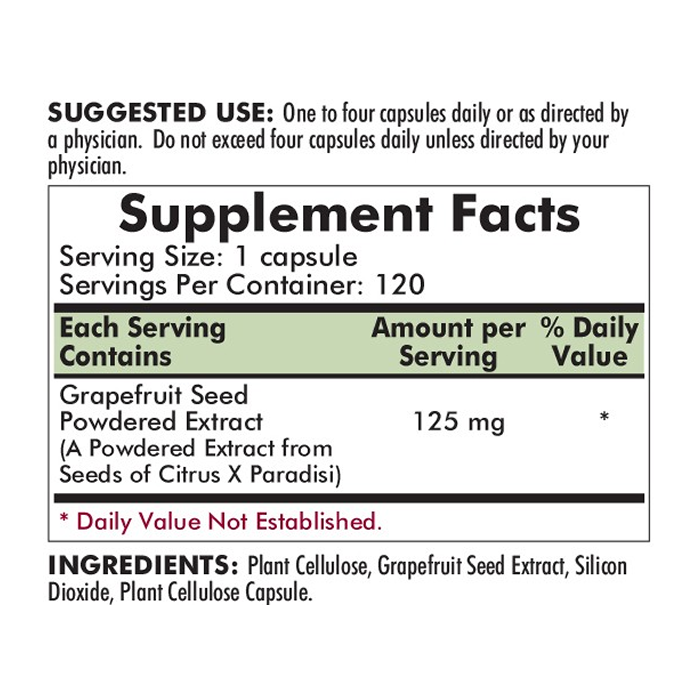 SUGGESTED USE: One to four capsules daily or as directed by
a physician. Do not exceed four capsules daily unless directed by your
physician.
Supplement Facts
Serving Size: 1 capsule
Servings Per Container: 120
Each Serving Amount per % Daily
Contains Serving Value
Grapefruit Seed
Powdered Extract 125 mg *
(A Powdered Extract from
Seeds of Citrus X Paradisi)
* Daily Value Not Established.
INGREDIENTS: Plant Cellulose, Grapefruit Seed Extract, Silicon
Dioxide, Plant Cellulose Capsule.